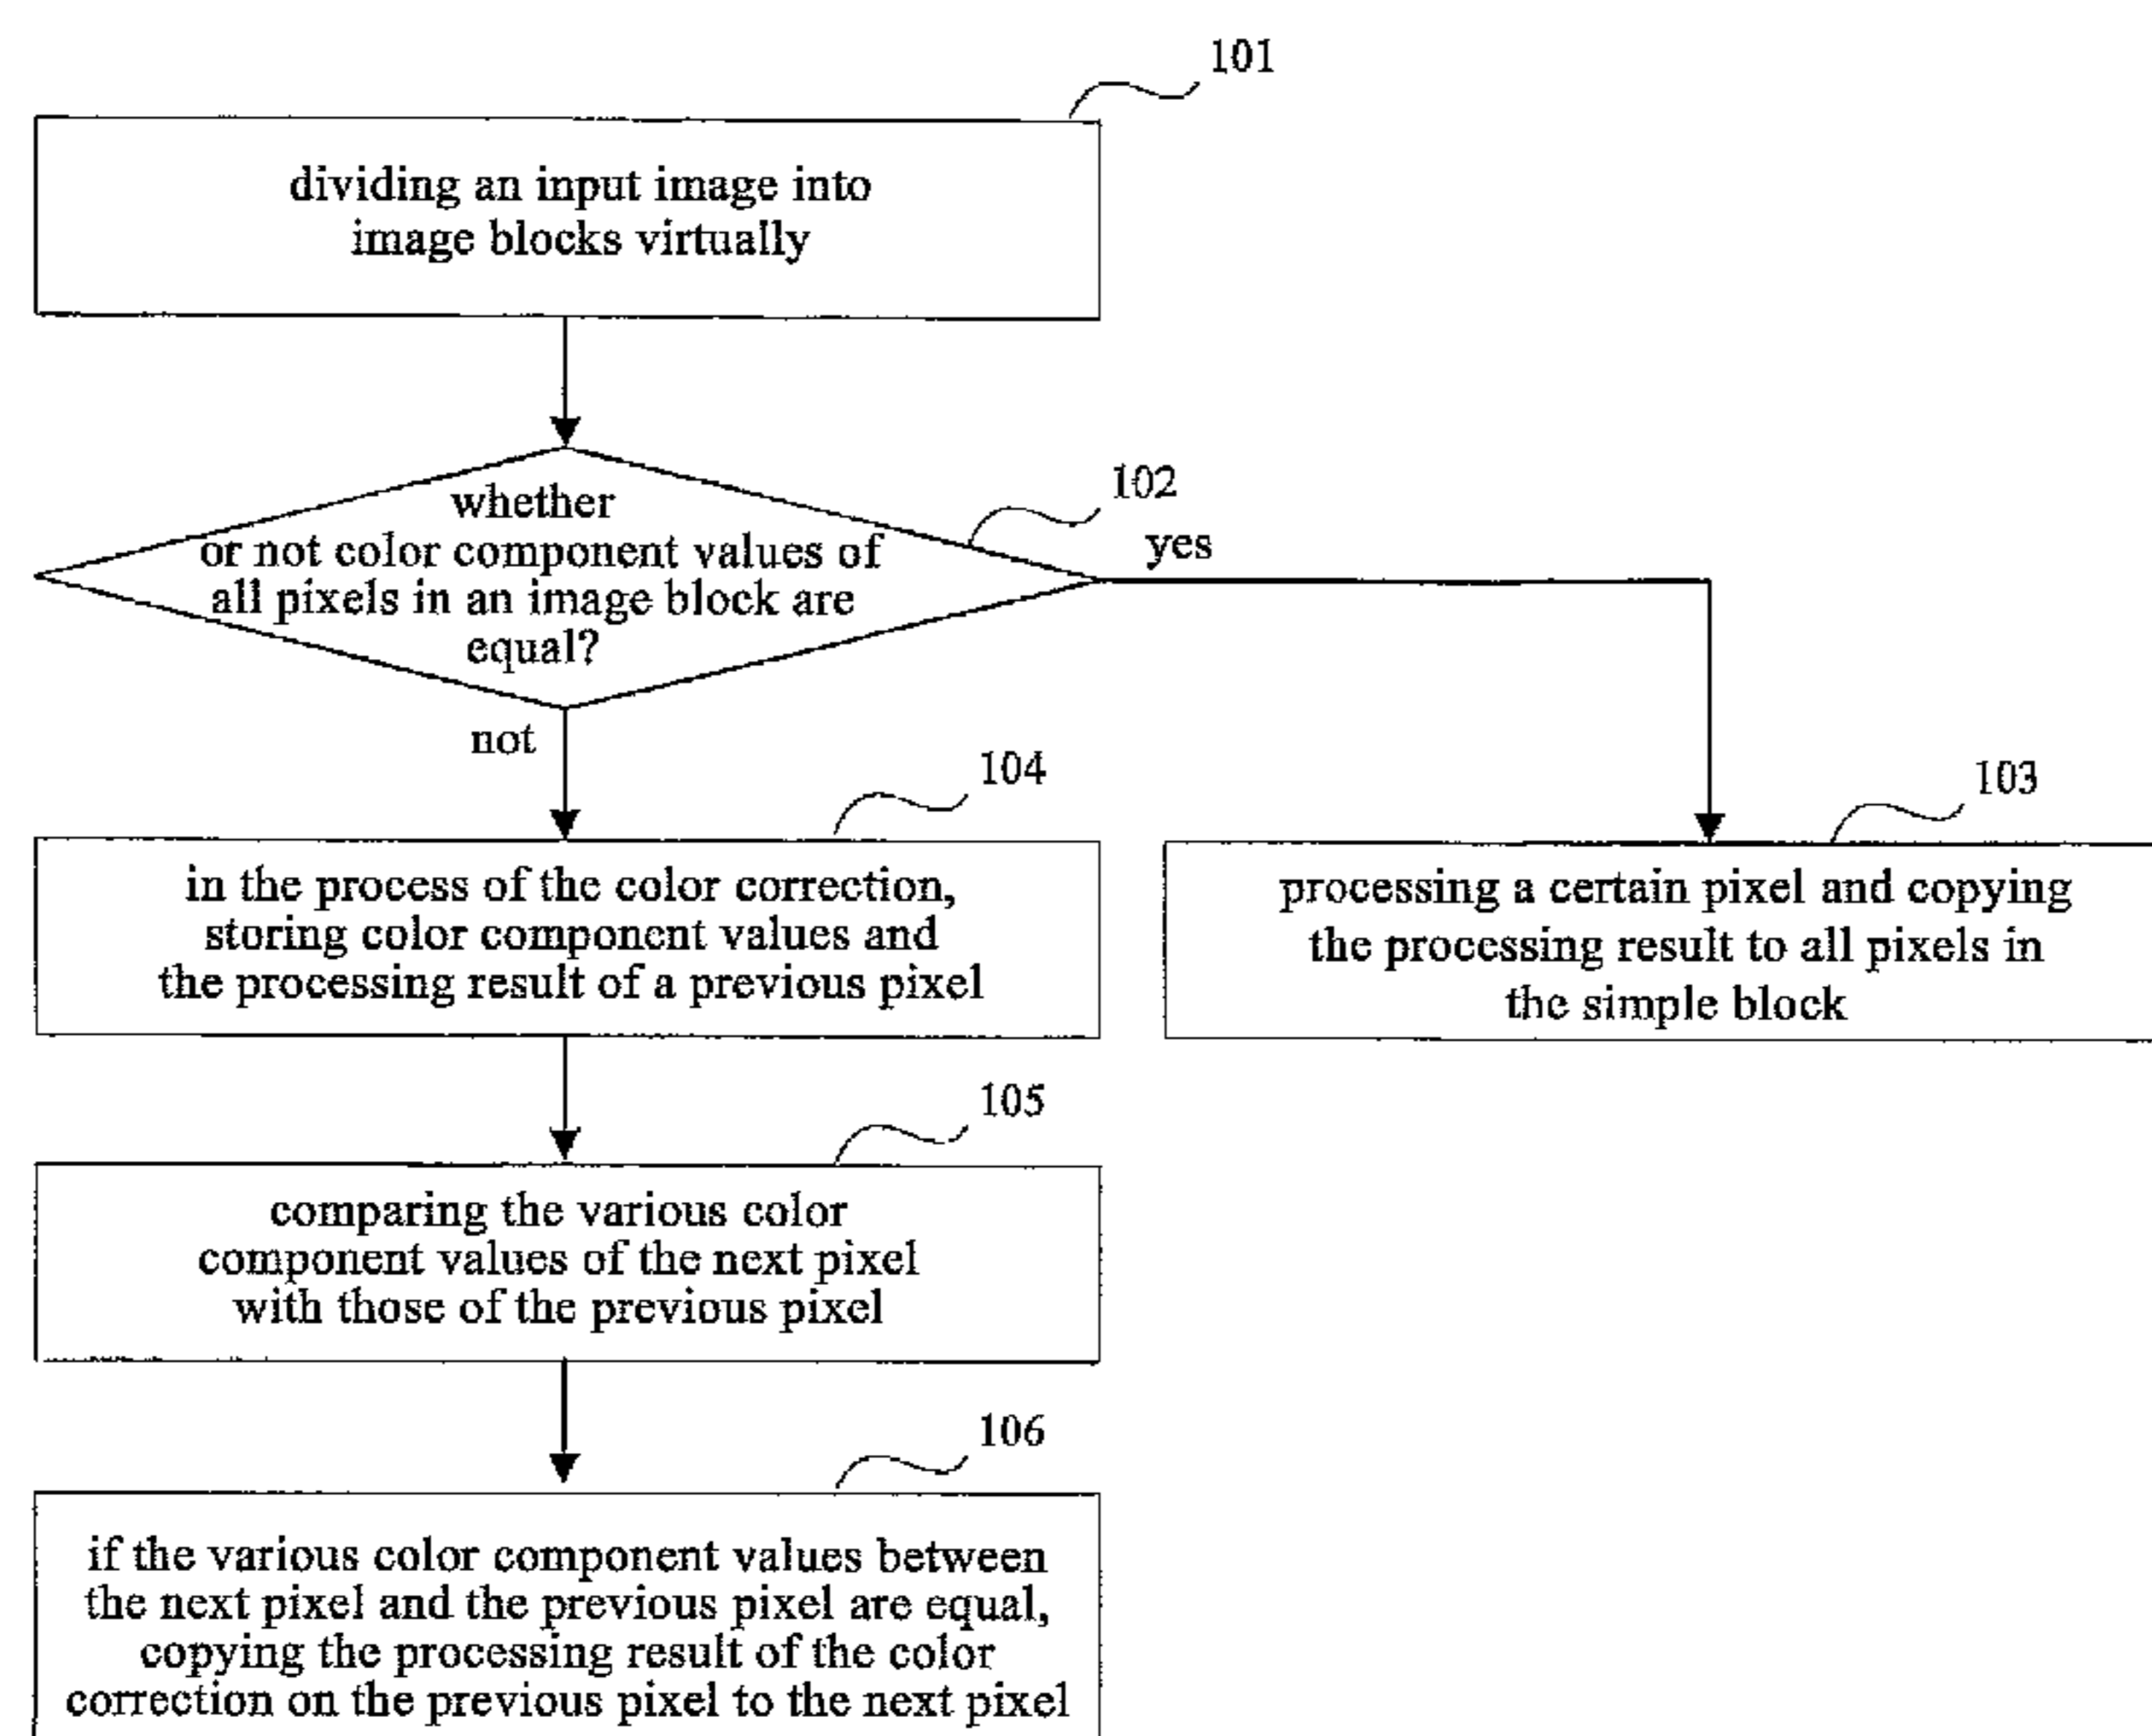 101
dividing an input image into
image blocks virtually
102
whether
or not color component values of
all pixels in an image block are
equal?
yes
not
104
in the process of the color correction,
storing color component values and
the processing result of a previous pixel
103
processing a certain pixel and copying
the processing result to all pixels in
the simple block
105
comparing the various color
component values of the next pixel
with those of the previous pixel
106
if the various color component values between
the next pixel and the previous pixel are equal,
copying the processing result of the color
correction on the previous pixel to the next pixel